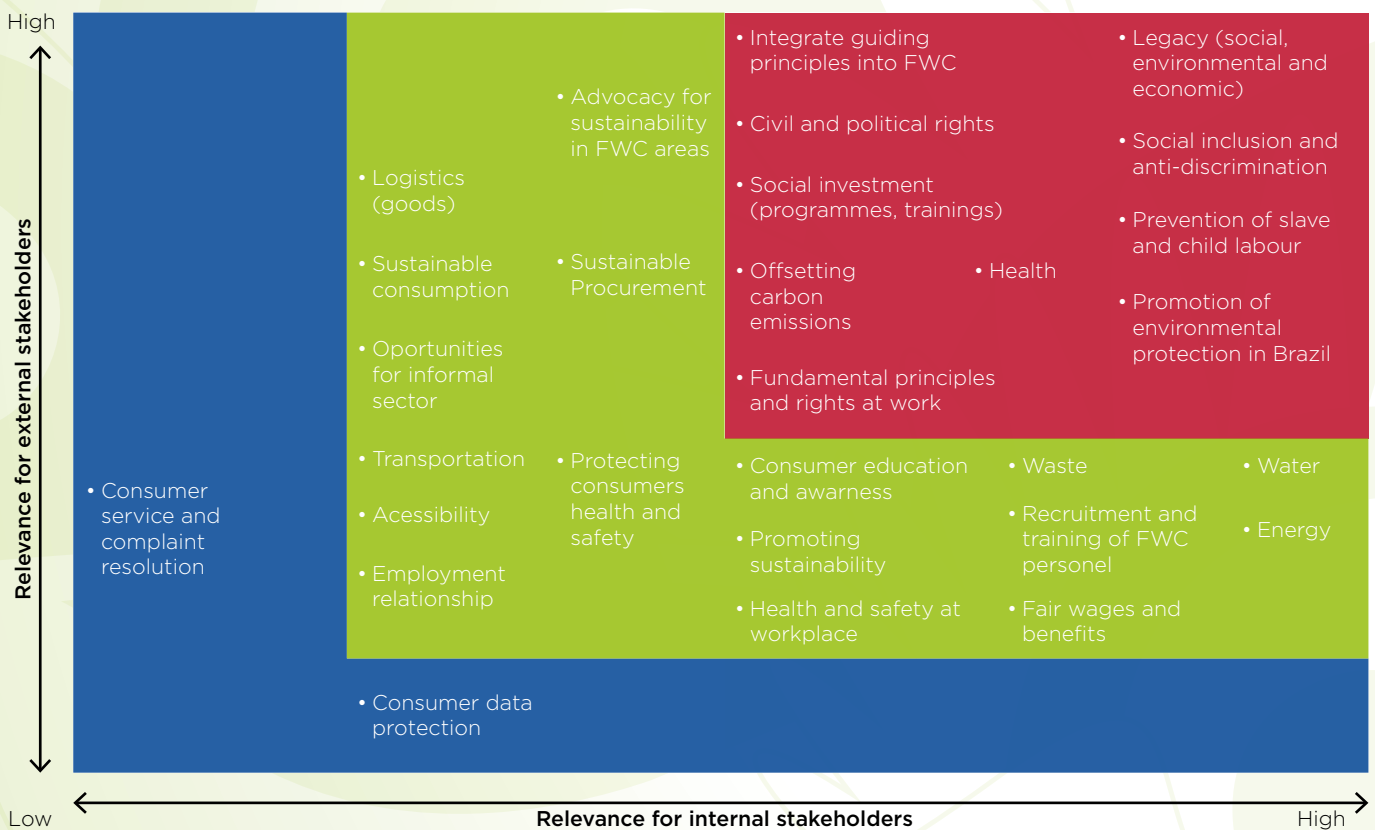 High
Relevance for external stakeholders
Low
• Consumer
service and
complaint
resolution
• Logistics
(goods)
• Sustainable
consumption
• Oportunities
for informal
sector
• Transportation
• Acessibility
• Employment
relationship
• Advocacy for
sustainability
in FWC areas
• Sustainable
Procurement
• Protecting
consumers
health and
safety
• Integrate guiding
principles into FWC
• Civil and political rights
• Social investment
(programmes, trainings)
• Offsetting
carbon
emissions
• Health
• Fundamental principles
and rights at work
• Legacy (social,
environmental and
economic)
• Social inclusion and
anti-discrimination
• Prevention of slave
and child labour
• Promotion of
environmental
protection in Brazil
• Consumer education
and awarness
• Promoting
sustainability
• Health and safety at
workplace
• Waste
• Recruitment and
training of FWC
personel
• Fair wages and
benefits
• Water
• Energy
• Consumer data
protection
Relevance for internal stakeholders
High